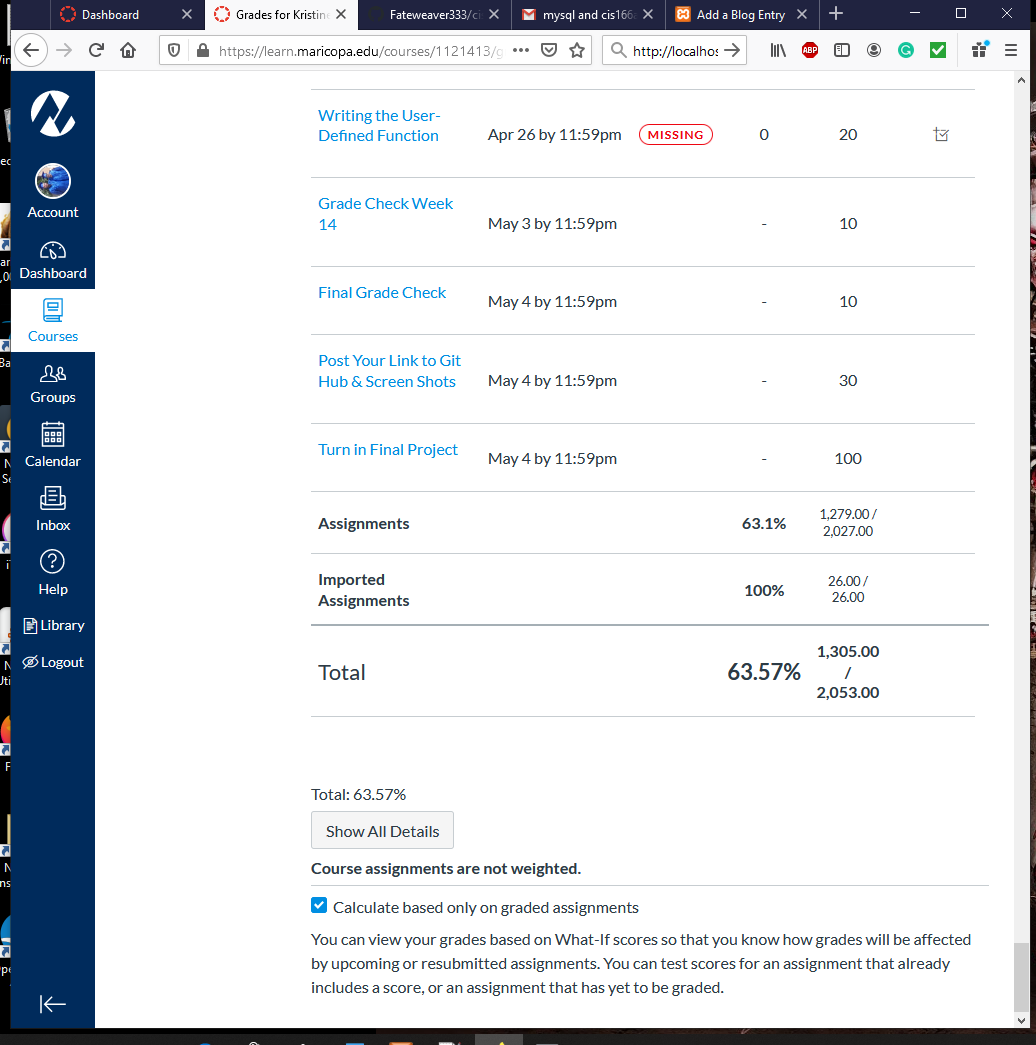 Dashboard
Grades for Kristine
Fateweaver333/ci
mysql and cis166a
Add a Blog Entry
https://learn.maricopa.edu/courses/1121413/g
http://localhos
ABP
Account
Dashboard
Courses
Groups
Calendar
Inbox
Help
Library
Logout
Writing the User-
Defined Function
Apr 26 by 11:59pm
MISSING
0
20
Grade Check Week
14
May 3 by 11:59pm
-
10
Final Grade Check
May 4 by 11:59pm
-
10
Post Your Link to Git
Hub & Screen Shots
May 4 by 11:59pm
-
30
Turn in Final Project
May 4 by 11:59pm
-
100
Assignments
63.1%
1,279.00 /
2,027.00
Imported
Assignments
100%
26.00 /
26.00
Total
63.57%
1,305.00
/
2,053.00
Total: 63.57%
Show All Details
Course assignments are not weighted.
Calculate based only on graded assignments
You can view your grades based on What-If scores so that you know how grades will be affected
by upcoming or resubmitted assignments. You can test scores for an assignment that already
includes a score, or an assignment that has yet to be graded.